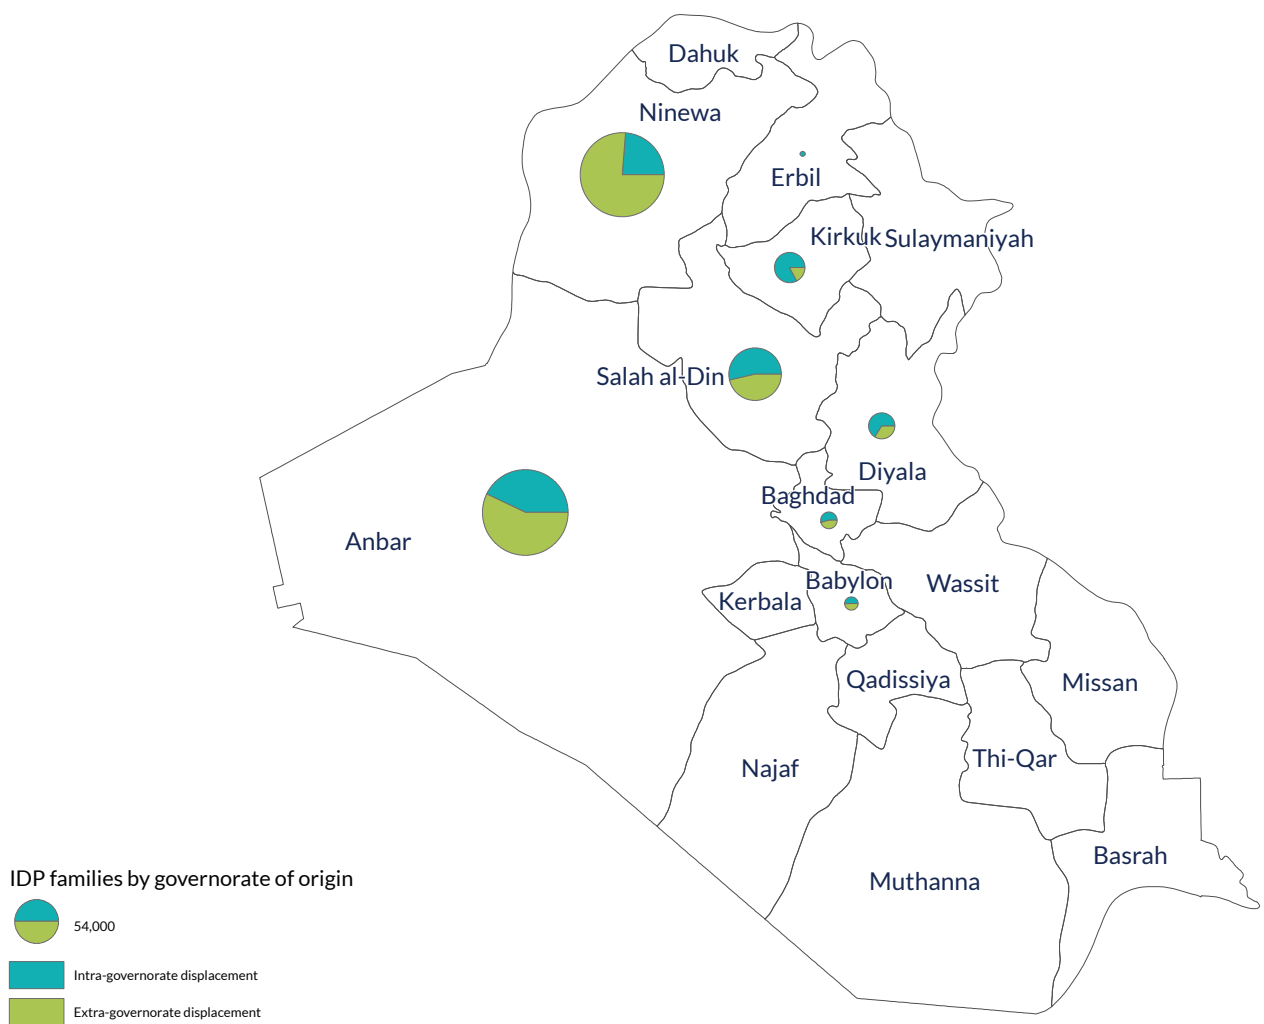 Dahuk
Ninewa
Erbil
Kirkuk
Sulaymaniyah
Salah al-Din
Diyala
Baghdad
Anbar
Babylon
Wassit
Kerbala
Qadissiya
Missan
Najaf
Thi-Qar
Basrah
Muthanna
IDP families by governorate of origin
54,000
Intra-governorate displacement
Extra-governorate displacement